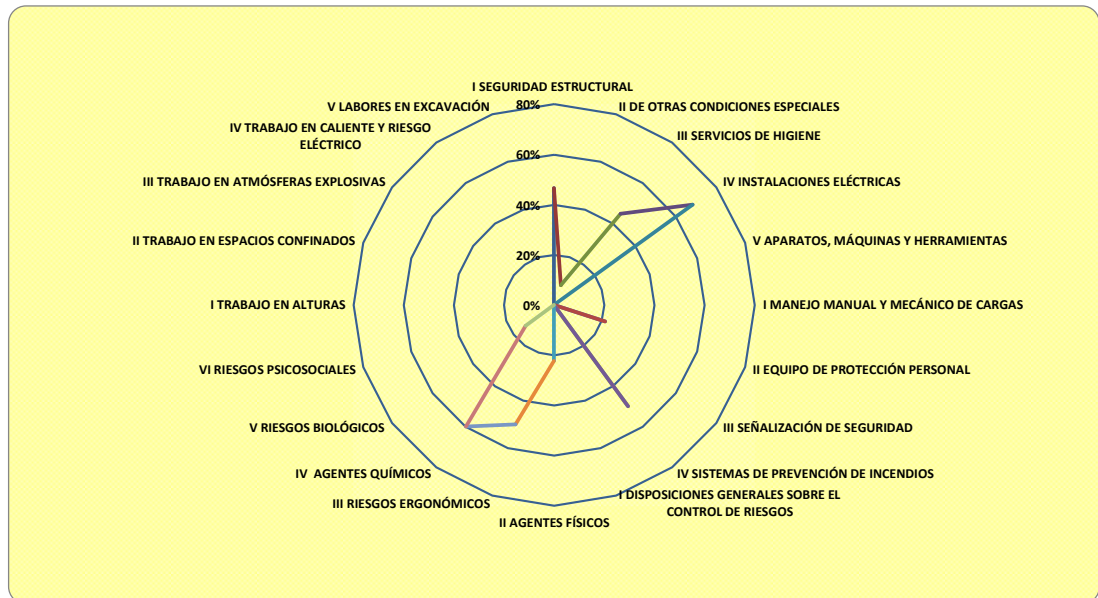 I SEGURIDAD ESTRUCTURAL
II DE OTRAS CONDICIONES ESPECIALES
III SERVICIOS DE HIGIENE
IV INSTALACIONES ELÉCTRICAS
V APARATOS, MÁQUINAS Y HERRAMIENTAS
I MANEJO MANUAL Y MECÁNICO DE CARGAS
II EQUIPO DE PROTECCIÓN PERSONAL
III SEÑALIZACIÓN DE SEGURIDAD
IV SISTEMAS DE PREVENCIÓN DE INCENDIOS
I DISPOSICIONES GENERALES SOBRE EL
CONTROL DE RIESGOS
II AGENTES FÍSICOS
III RIESGOS ERGONÓMICOS
IV  AGENTES QUÍMICOS
V RIESGOS BIOLÓGICOS
VI RIESGOS PSICOSOCIALES
I TRABAJO EN ALTURAS
II TRABAJO EN ESPACIOS CONFINADOS
III TRABAJO EN ATMÓSFERAS EXPLOSIVAS
IV TRABAJO EN CALIENTE Y RIESGO
ELÉCTRICO
V LABORES EN EXCAVACIÓN
80%
60%
40%
20%
0%